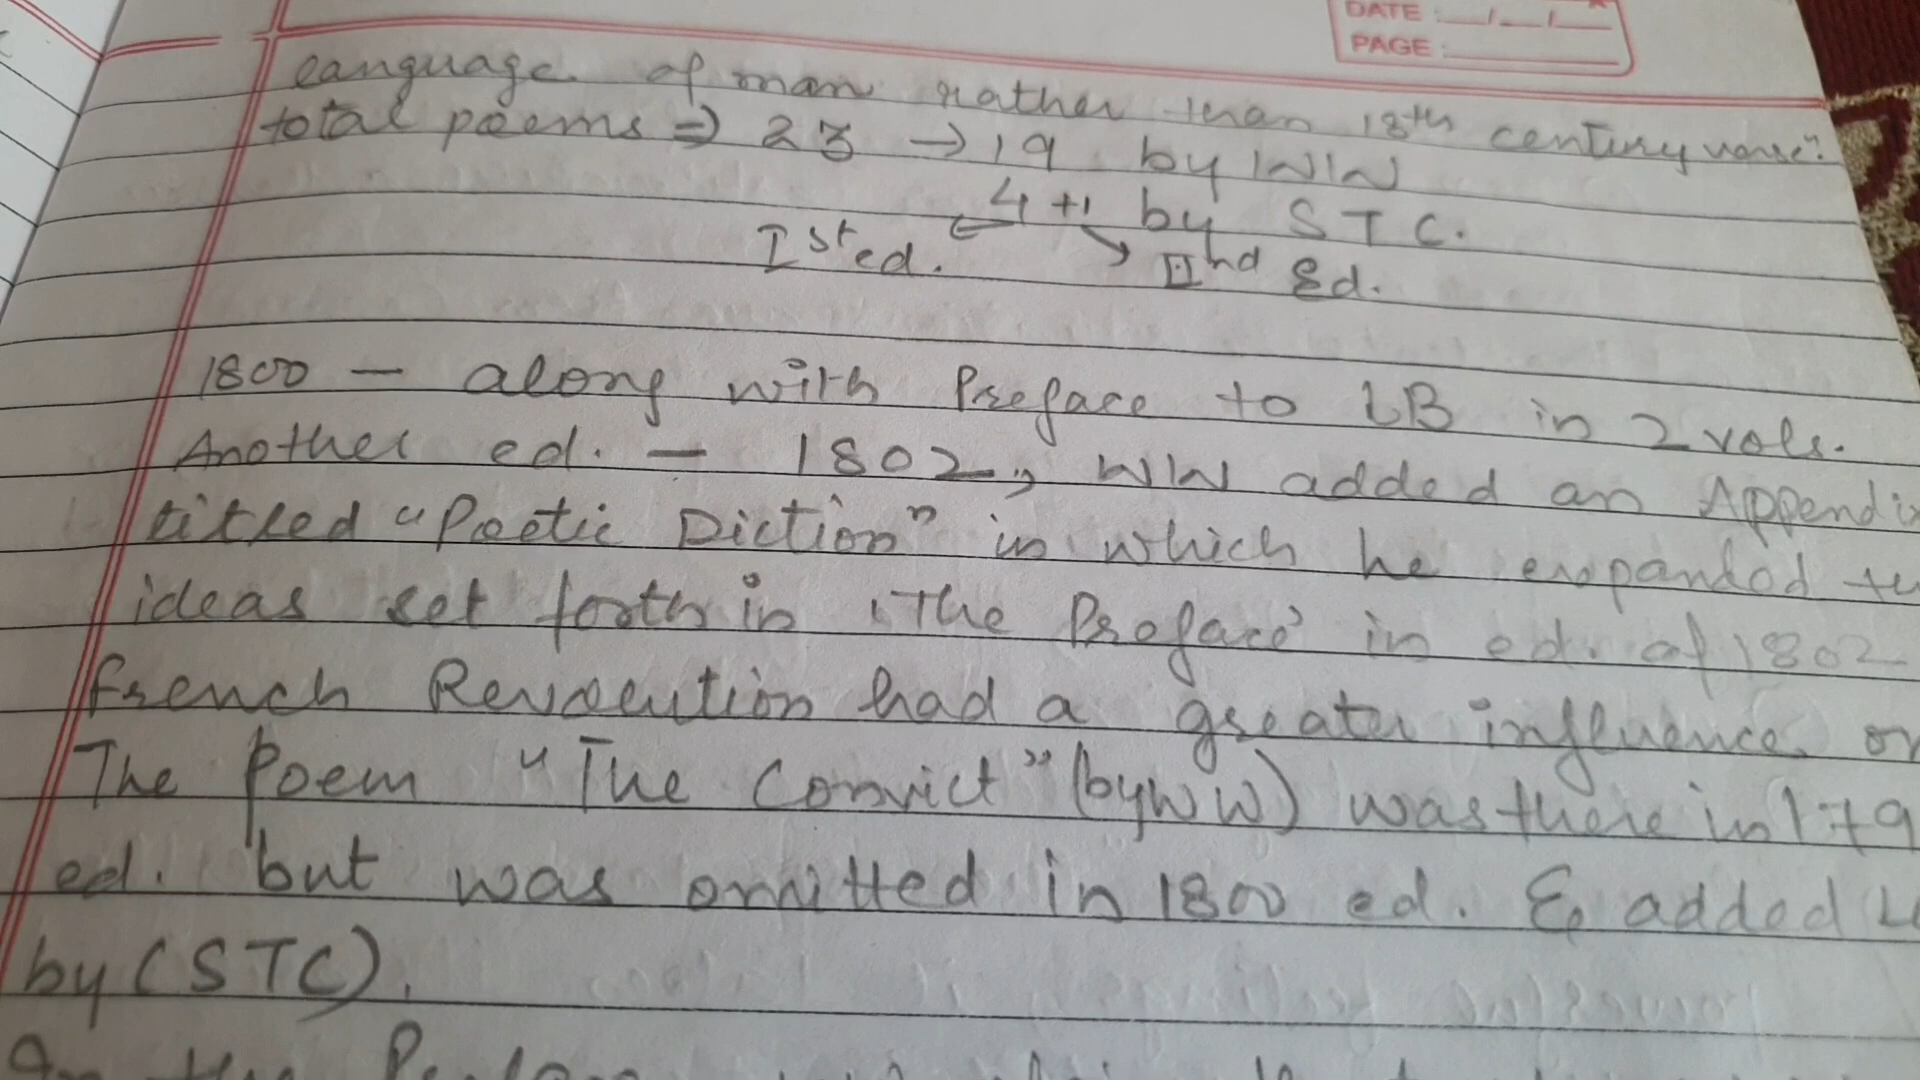 DATE : __/__/__
PAGE :
language of man rather than 18th century verse".
total poems ⇒ 23 → 19 by WW
4 +1 by STC.
Ist ed.
IInd Ed.
1800 — along with Preface to LB in 2 vols.
Another ed. — 1802, WW added an Appendix
titled "Poetic Diction" in which he expanded
ideas set forth in 'The Preface' in ed. of 1802
French Revolution had a greater influence on
The Poem "The Convict" (by WW) was there in 179
ed. but was omitted in 1800 ed. & added
by (STC).
the